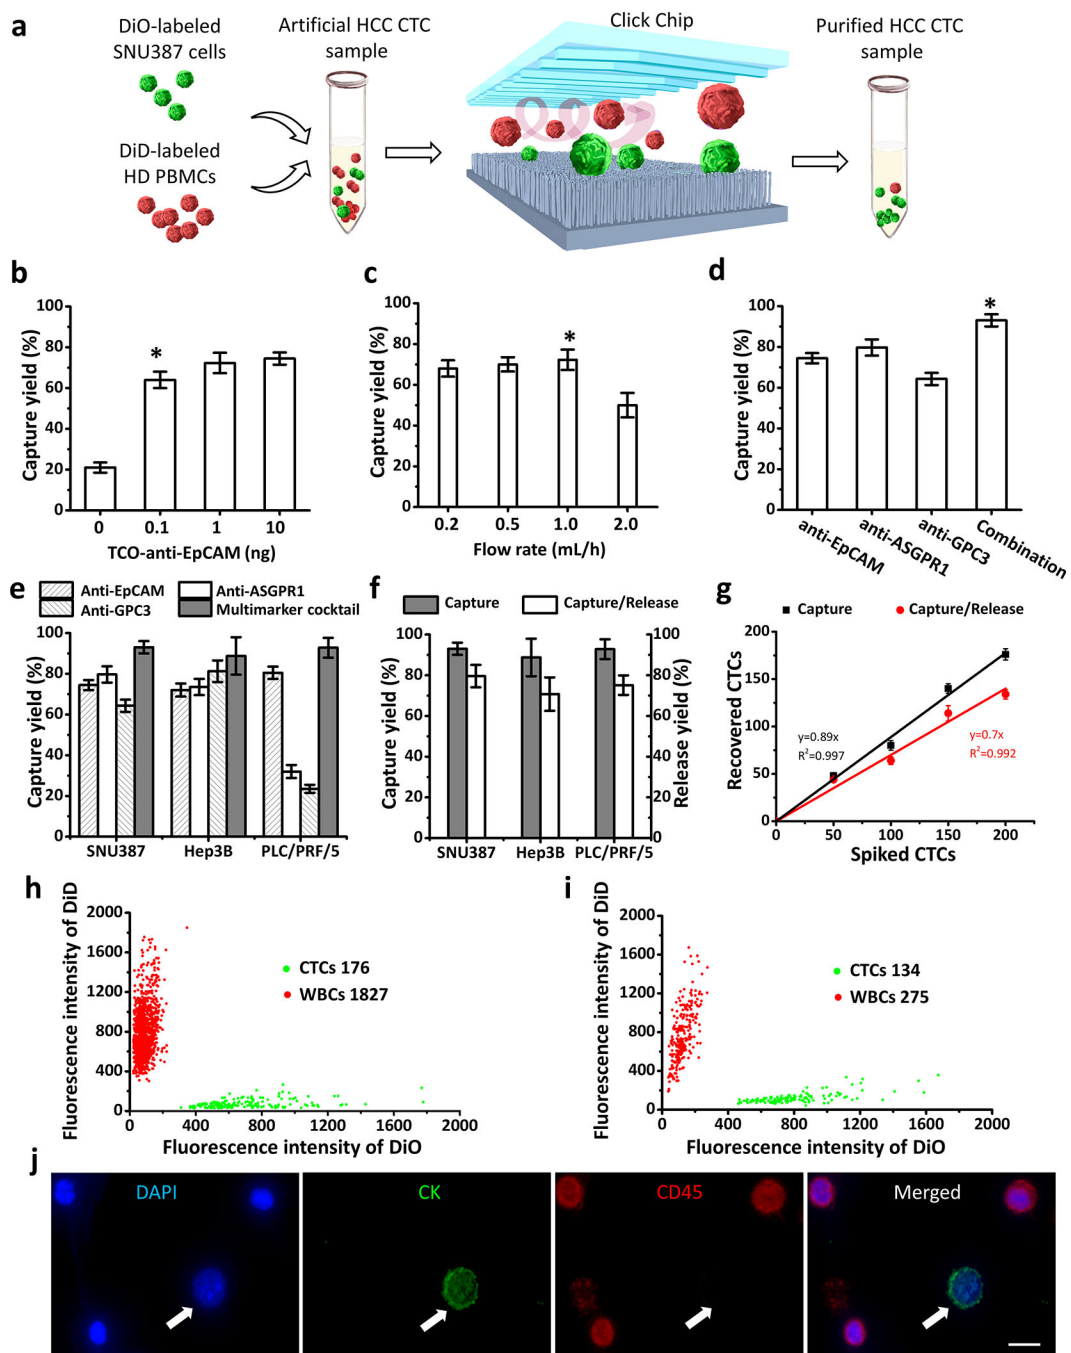 a
DiO-labeled
SNU387 cells
Artificial HCC CTC
sample
Click Chip
Purified HCC CTC
sample
DiD-labeled
HD PBMCs
b
Capture yield (%)
100
80
60
40
20
0
*
0 0.1 1 10
TCO-anti-EpCAM (ng)
c
Capture yield (%)
100
80
60
40
20
0
*
0.2 0.5 1.0 2.0
Flow rate (mL/h)
d
Capture yield (%)
100
80
60
40
20
0
*
anti-EpCAM
anti-ASGPR1
anti-GPC3
Combination
e
Anti-EpCAM
Anti-ASGPR1
Anti-GPC3
Multimarker cocktail
Capture yield (%)
100
80
60
40
20
0
SNU387 Hep3B PLC/PRF/5
f
Capture
Capture/Release
Capture yield (%)
100
80
60
40
20
0
Release yield (%)
100
80
60
40
20
0
SNU387 Hep3B PLC/PRF/5
g
Capture
Capture/Release
Recovered CTCs
200
150
100
50
0
y=0.89x
R²=0.997
y=0.7x
R²=0.992
0 50 100 150 200
Spiked CTCs
h
Fluorescence intensity of DiD
2000
1600
1200
800
400
0
CTCs 176
WBCs 1827
0 400 800 1200 1600 2000
Fluorescence intensity of DiO
i
Fluorescence intensity of DiD
2000
1600
1200
800
400
0
CTCs 134
WBCs 275
0 400 800 1200 1600 2000
Fluorescence intensity of DiO
j
DAPI
CK
CD45
Merged